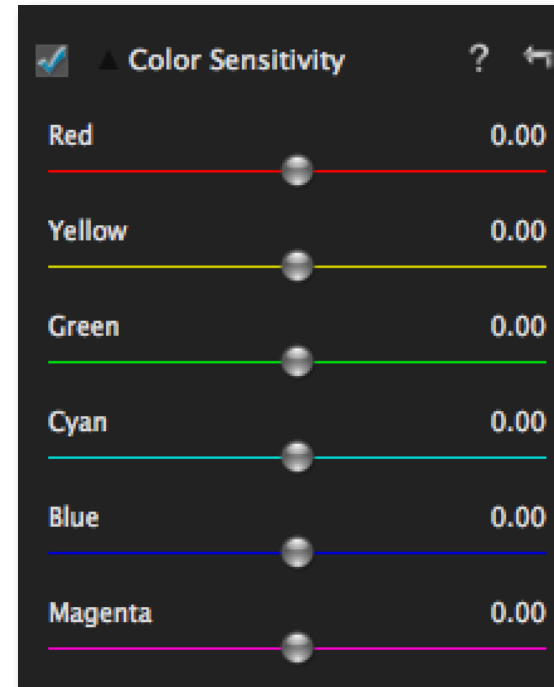 Color Sensitivity ?
Red 0.00
Yellow 0.00
Green 0.00
Cyan 0.00
Blue 0.00
Magenta 0.00